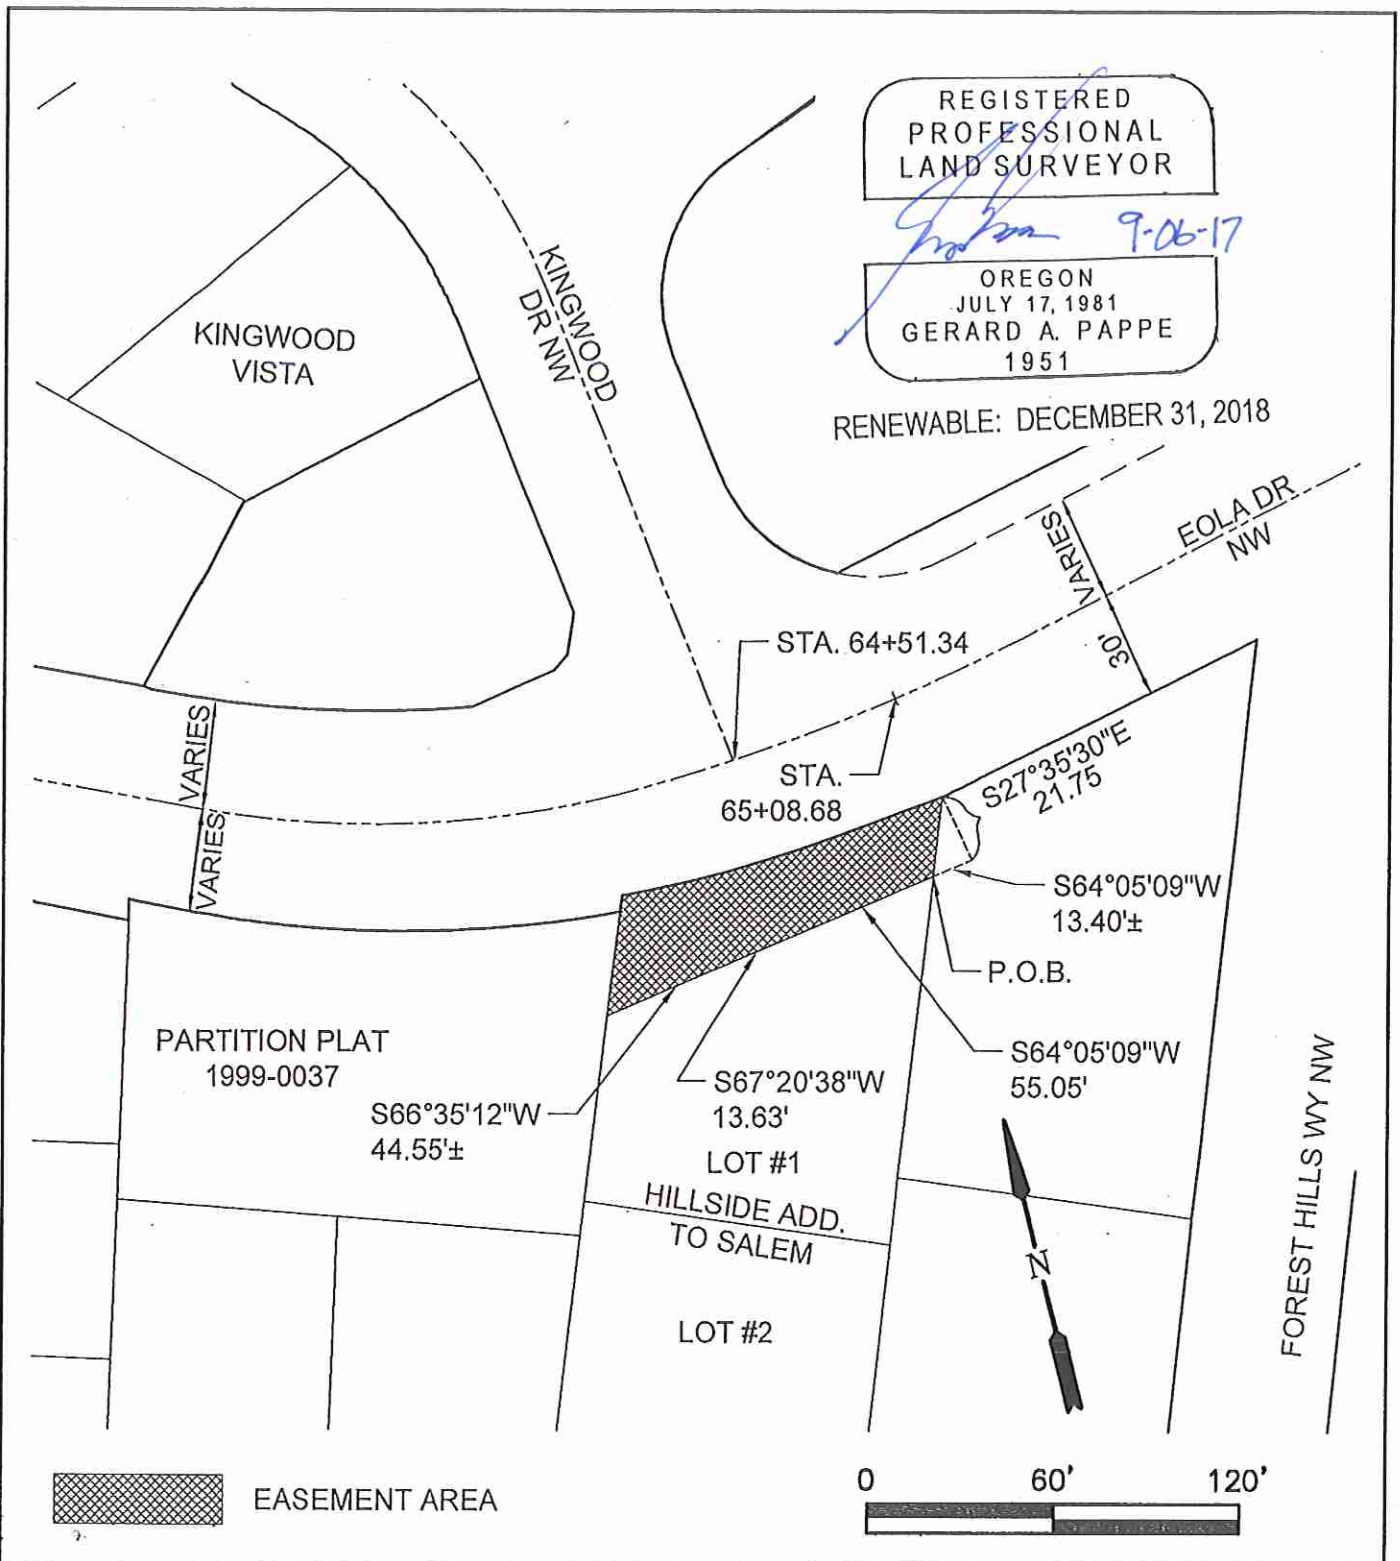 REGISTERED
PROFESSIONAL
LAND SURVEYOR
9-06-17
OREGON
JULY 17, 1981
GERARD A. PAPPE
1951
RENEWABLE: DECEMBER 31, 2018
KINGWOOD
VISTA
KINGWOOD
DR NW
EOLA DR
NW
VARIES
30'
STA. 64+51.34
STA.
65+08.68
VARIES
VARIES
S27°35'30"E
21.75
S64°05'09"W
13.40'±
P.O.B.
S64°05'09"W
55.05'
PARTITION PLAT
1999-0037
S66°35'12"W
44.55'±
S67°20'38"W
13.63'
LOT #1
HILLSIDE ADD.
TO SALEM
LOT #2
N
FOREST HILLS WY NW
EASEMENT AREA
0 60' 120'